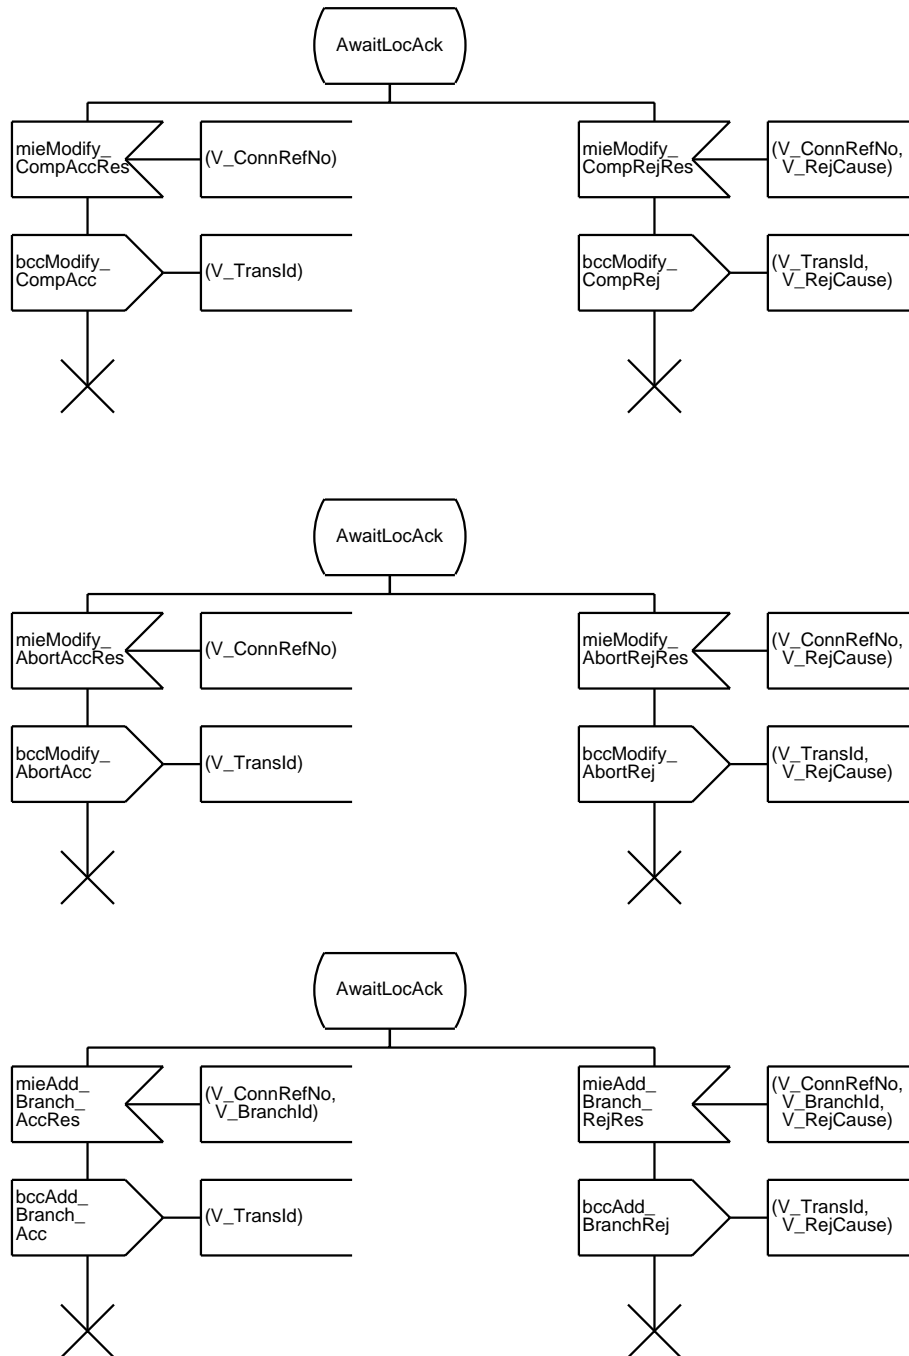 AwaitLocAck
mieModify_
CompAccRes
(V_ConnRefNo)
mieModify_
CompRejRes
(V_ConnRefNo,
V_RejCause)
bccModify_
CompAcc
(V_TransId)
bccModify_
CompRej
(V_TransId,
V_RejCause)
AwaitLocAck
mieModify_
AbortAccRes
(V_ConnRefNo)
mieModify_
AbortRejRes
(V_ConnRefNo,
V_RejCause)
bccModify_
AbortAcc
(V_TransId)
bccModify_
AbortRej
(V_TransId,
V_RejCause)
AwaitLocAck
mieAdd_
Branch_
AccRes
(V_ConnRefNo,
V_BranchId)
mieAdd_
Branch_
RejRes
(V_ConnRefNo,
V_BranchId,
V_RejCause)
bccAdd_
Branch_
Acc
(V_TransId)
bccAdd_
BranchRej
(V_TransId,
V_RejCause)